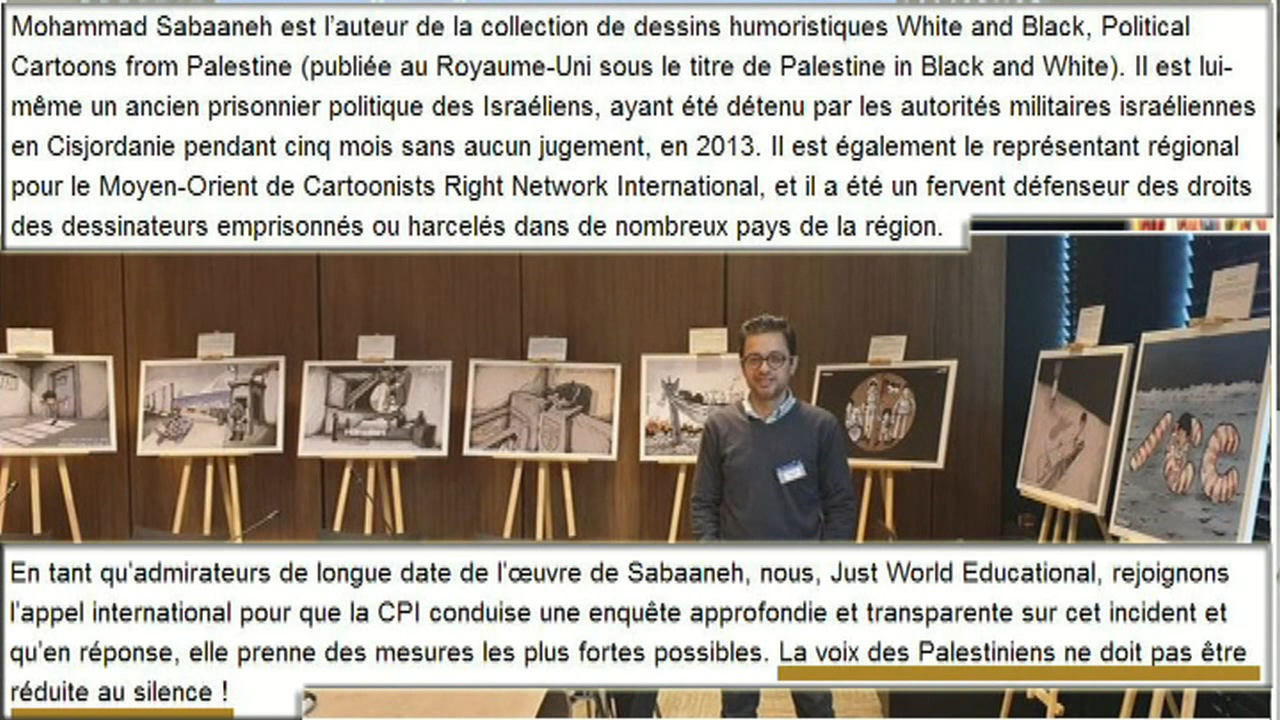 Mohammad Sabaaneh est l'auteur de la collection de dessins humoristiques White and Black, Political
Cartoons from Palestine (publiée au Royaume-Uni sous le titre de Palestine in Black and White). Il est lui-
même un ancien prisonnier politique des Israéliens, ayant été détenu par les autorités militaires israéliennes
en Cisjordanie pendant cinq mois sans aucun jugement, en 2013. Il est également le représentant régional
pour le Moyen-Orient de Cartoonists Right Network International, et il a été un fervent défenseur des droits
des dessinateurs emprisonnés ou harcelés dans de nombreux pays de la région.
En tant qu'admirateurs de longue date de l'œuvre de Sabaaneh, nous, Just World Educational, rejoignons
l'appel international pour que la CPI conduise une enquête approfondie et transparente sur cet incident et
qu'en réponse, elle prenne des mesures les plus fortes possibles. La voix des Palestiniens ne doit pas être
réduite au silence !